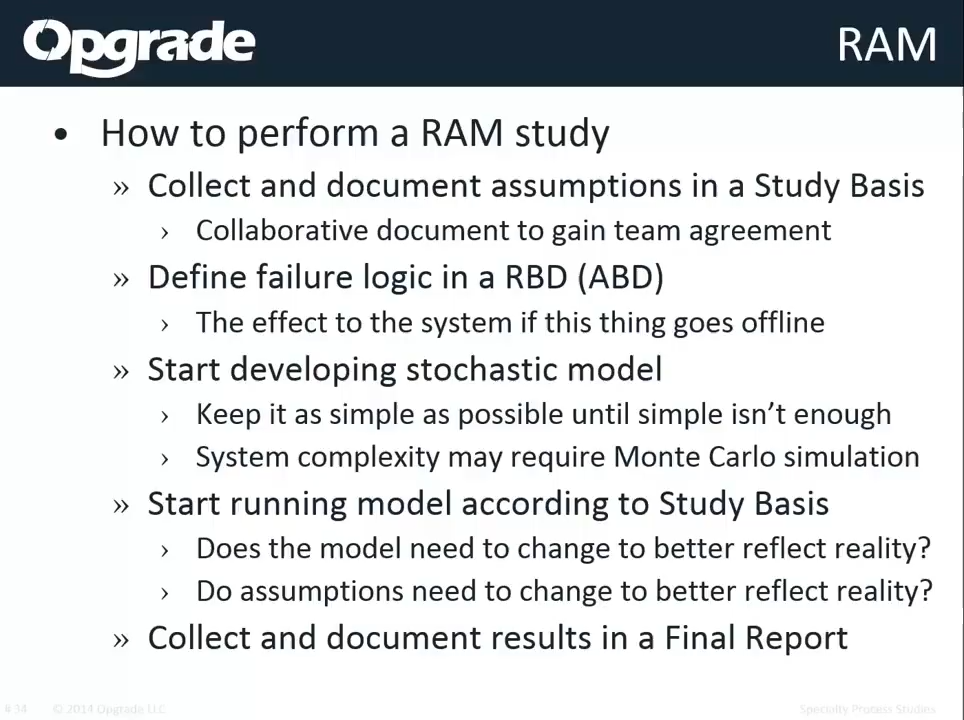 Opgrade
RAM
• How to perform a RAM study
» Collect and document assumptions in a Study Basis
› Collaborative document to gain team agreement
» Define failure logic in a RBD (ABD)
› The effect to the system if this thing goes offline
» Start developing stochastic model
› Keep it as simple as possible until simple isn’t enough
› System complexity may require Monte Carlo simulation
» Start running model according to Study Basis
› Does the model need to change to better reflect reality?
› Do assumptions need to change to better reflect reality?
» Collect and document results in a Final Report
# 34
© 2014 Opgrade LLC
Specialty Process Studies